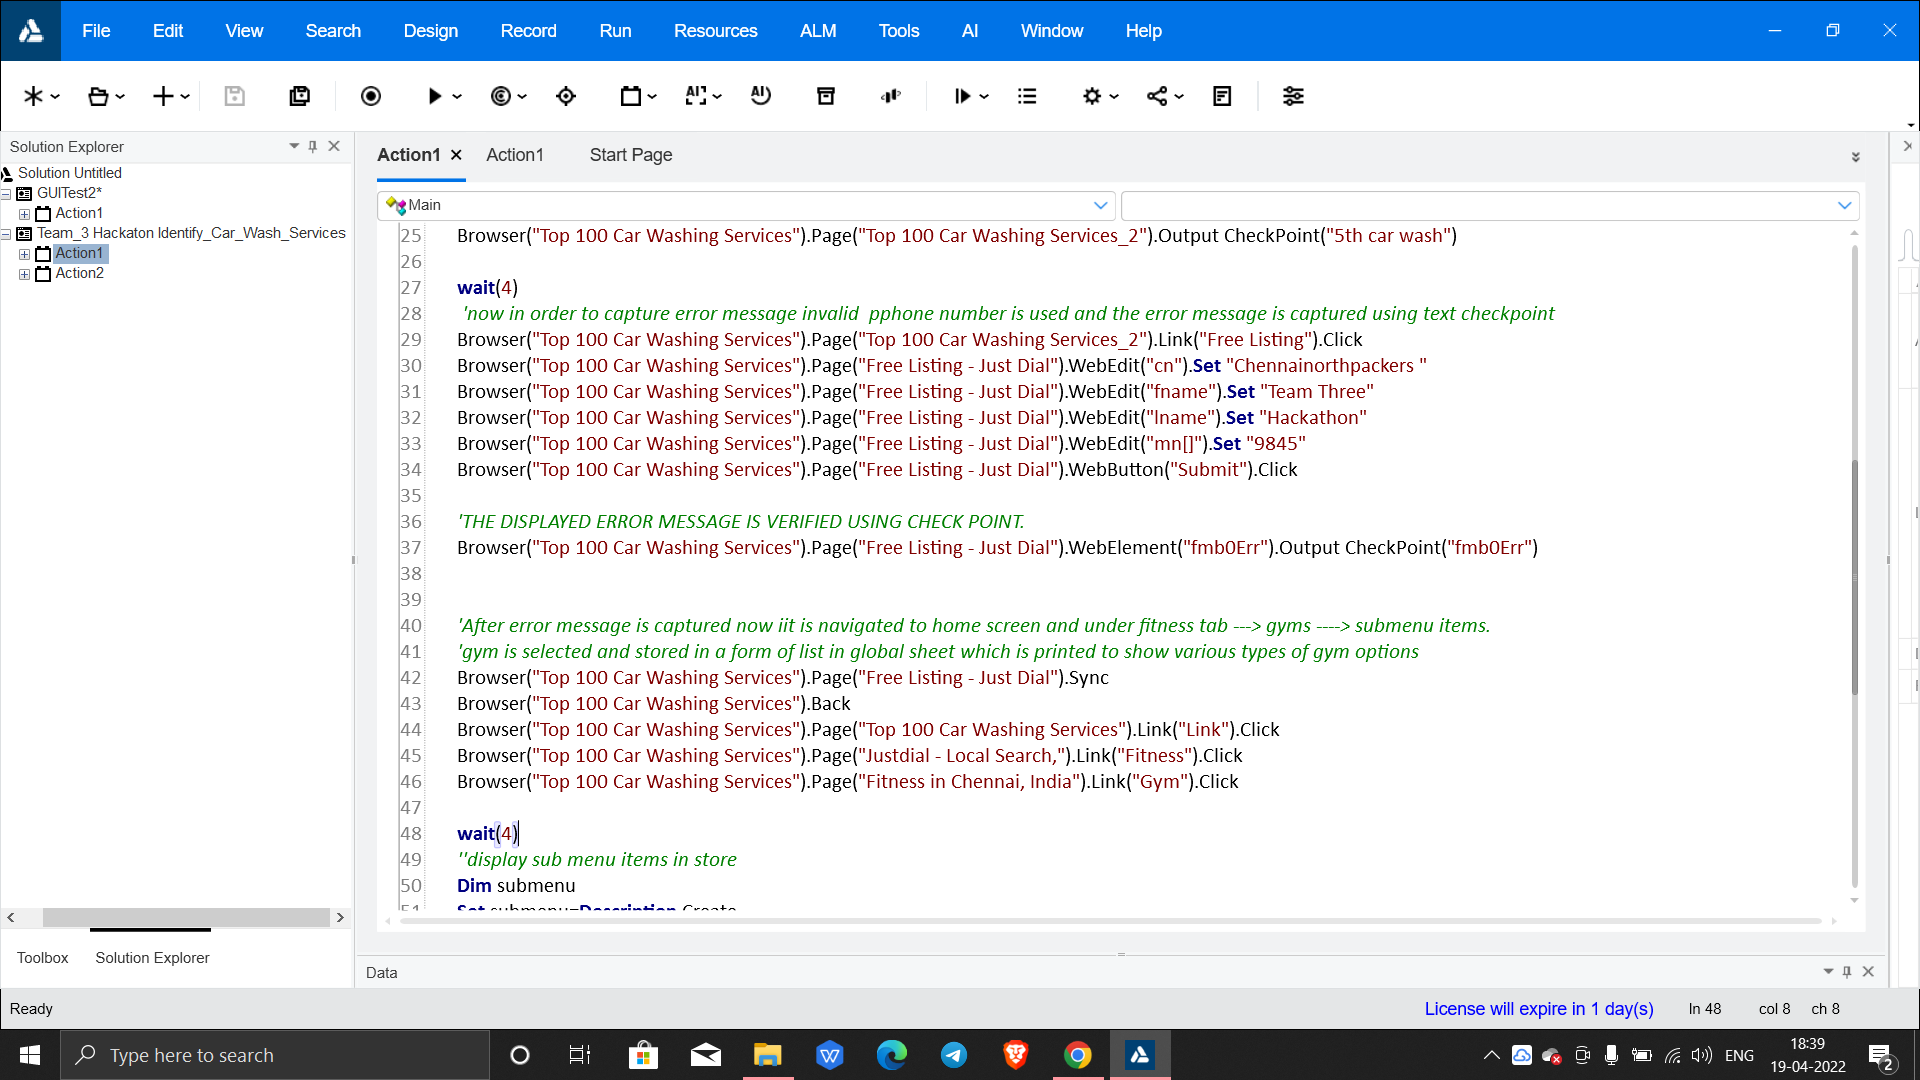 File Edit View Search Design Record Run Resources ALM Tools AI Window Help
Solution Explorer
Solution Untitled
GUITest2*
Action1
Team_3 Hackaton Identify_Car_Wash_Services
Action1
Action2
Toolbox Solution Explorer
Action1 Action1 Start Page
Main
25 Browser("Top 100 Car Washing Services").Page("Top 100 Car Washing Services_2").Output CheckPoint("5th car wash")
26
27 wait(4)
28 'now in order to capture error message invalid  pphone number is used and the error message is captured using text checkpoint
29 Browser("Top 100 Car Washing Services").Page("Top 100 Car Washing Services_2").Link("Free Listing").Click
30 Browser("Top 100 Car Washing Services").Page("Free Listing - Just Dial").WebEdit("cn").Set "Chennainorthpackers "
31 Browser("Top 100 Car Washing Services").Page("Free Listing - Just Dial").WebEdit("fname").Set "Team Three"
32 Browser("Top 100 Car Washing Services").Page("Free Listing - Just Dial").WebEdit("lname").Set "Hackathon"
33 Browser("Top 100 Car Washing Services").Page("Free Listing - Just Dial").WebEdit("mn[]").Set "9845"
34 Browser("Top 100 Car Washing Services").Page("Free Listing - Just Dial").WebButton("Submit").Click
35
36 'THE DISPLAYED ERROR MESSAGE IS VERIFIED USING CHECK POINT.
37 Browser("Top 100 Car Washing Services").Page("Free Listing - Just Dial").WebElement("fmb0Err").Output CheckPoint("fmb0Err")
38
39
40 'After error message is captured now iit is navigated to home screen and under fitness tab ---> gyms ----> submenu items.
41 'gym is selected and stored in a form of list in global sheet which is printed to show various types of gym options
42 Browser("Top 100 Car Washing Services").Page("Free Listing - Just Dial").Sync
43 Browser("Top 100 Car Washing Services").Back
44 Browser("Top 100 Car Washing Services").Page("Top 100 Car Washing Services").Link("Link").Click
45 Browser("Top 100 Car Washing Services").Page("Justdial - Local Search,").Link("Fitness").Click
46 Browser("Top 100 Car Washing Services").Page("Fitness in Chennai, India").Link("Gym").Click
47
48 wait(4)
49 ''display sub menu items in store
50 Dim submenu
51 Set submenu=Description.Create
Data
Ready License will expire in 1 day(s) ln 48 col 8 ch 8
Type here to search
ENG
18:39
19-04-2022
2